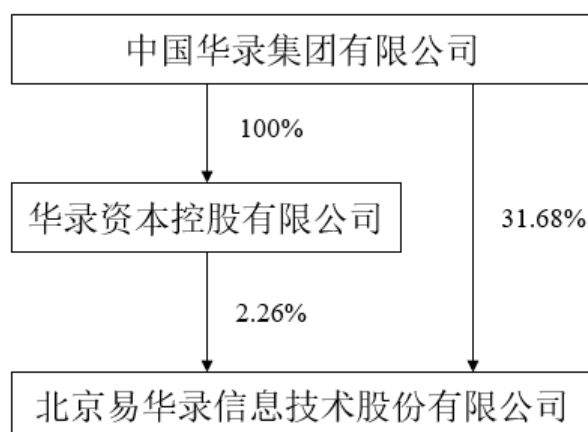 中国华录集团有限公司
100%
华录资本控股有限公司
31.68%
2.26%
北京易华录信息技术股份有限公司